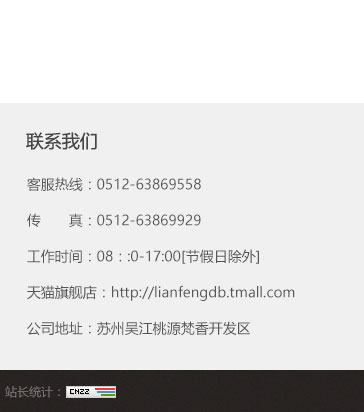 联系我们
客服热线：0512-63869558
传　　真：0512-63869929
工作时间：08：:0-17:00[节假日除外]
天猫旗舰店：http://lianfengdb.tmall.com
公司地址：苏州吴江桃源梵香开发区
站长统计：CNZZ